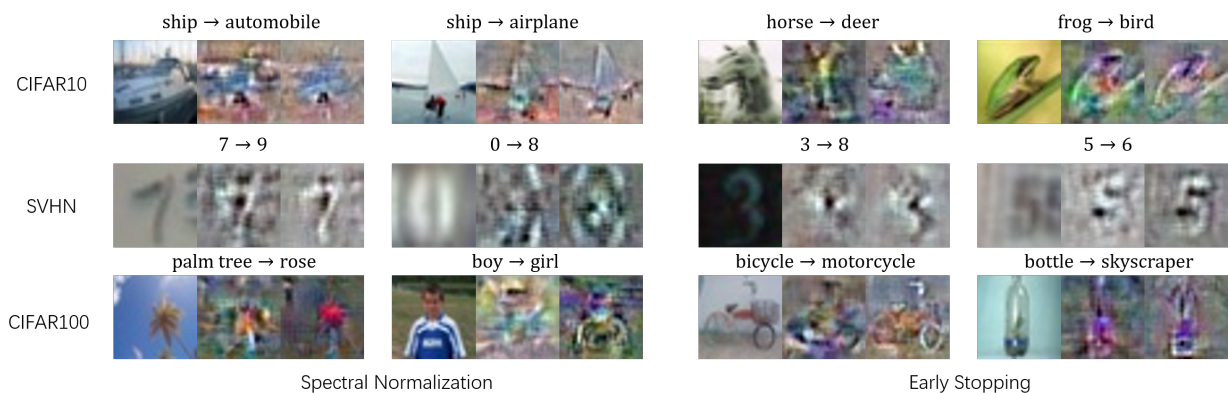 ship → automobile
ship → airplane
horse → deer
frog → bird
CIFAR10
7 → 9
0 → 8
3 → 8
5 → 6
SVHN
palm tree → rose
boy → girl
bicycle → motorcycle
bottle → skyscraper
CIFAR100
Spectral Normalization
Early Stopping